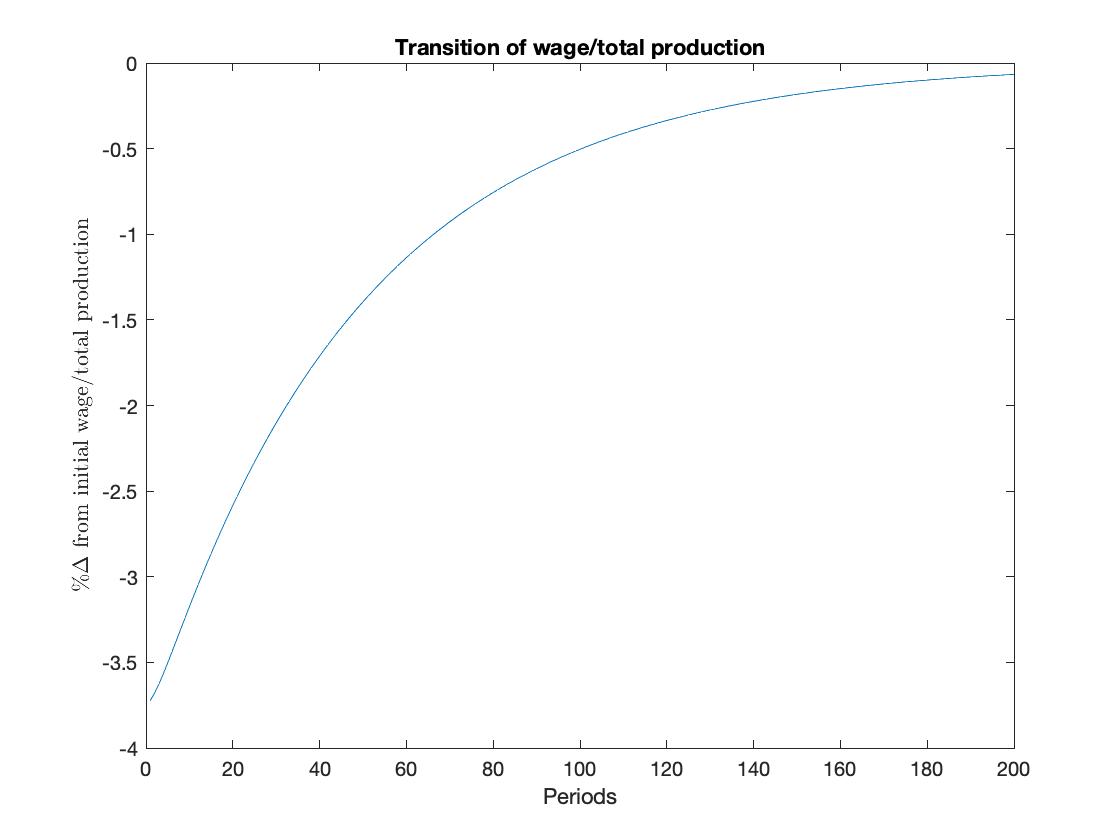 Transition of wage/total production
0
-0.5
-1
-1.5
-2
-2.5
-3
-3.5
-4
%Δ from initial wage/total production
0 20 40 60 80 100 120 140 160 180 200
Periods